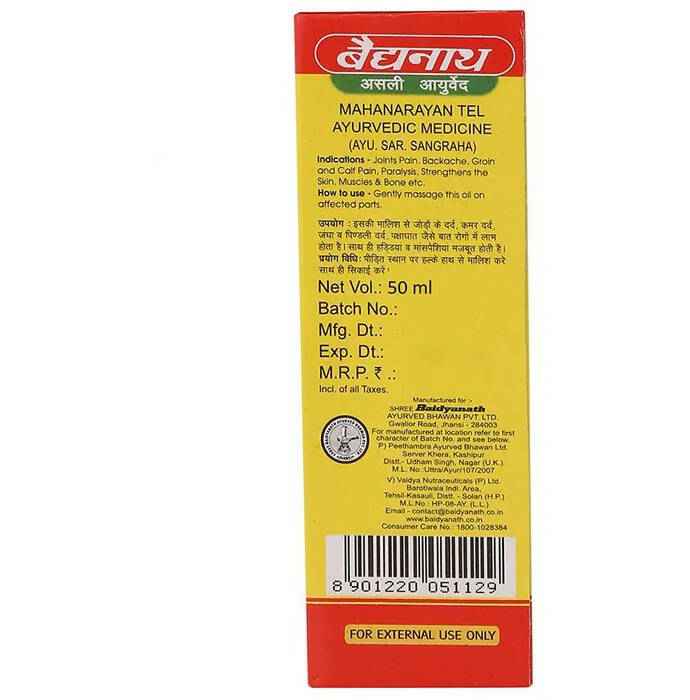 बैद्यनाथ
असली आयुर्वेद
MAHANARAYAN TEL
AYURVEDIC MEDICINE
(AYU. SAR. SANGRAHA)
Indications - Joints Pain, Backache, Groin
and Calf Pain, Paralysis, Strengthens the
Skin, Muscles & Bone etc.
How to use - Gently massage this oil on
affected parts.
उपयोग : इसकी मालिश से जोड़ों के दर्द, कमर दर्द,
जंघा व पिण्डली दर्द, पक्षाघात जैसे बात रोगों में लाभ
होता है। साथ ही हड्डियां व मांसपेशियां मजबूत होती है।
प्रयोग विधि : पीड़ित स्थान पर हल्के हाथ से मालिश करें
साथ ही सिकाई करें।
Net Vol.: 50 ml
Batch No.:
Mfg. Dt.:
Exp. Dt.:
M.R.P. ₹ .:
Incl. of all Taxes.
Manufactured for :-
SHREE Baidyanath
AYURVED BHAWAN PVT. LTD.
Gwalior Road, Jhansi - 284003
For manufactured at location refer to first
character of Batch No. and see below.
P) Peethambra Ayurved Bhawan Ltd.
Server Khera, Kashipur
Distt.- Udham Singh, Nagar (U.K.)
M.L. No.: Uttra/Ayur/107/2007
V) Vaidya Nutraceuticals (P) Ltd.
Barotiwala Indl. Area,
Tehsil-Kasauli, Distt. - Solan (H.P.)
M.L.No.: HP-08-AY. (L.L.)
Email - contact@baidyanath.co.in
www.baidyanath.co.in
Consumer Care No.: 1800-1028384
8 901220 051129
FOR EXTERNAL USE ONLY